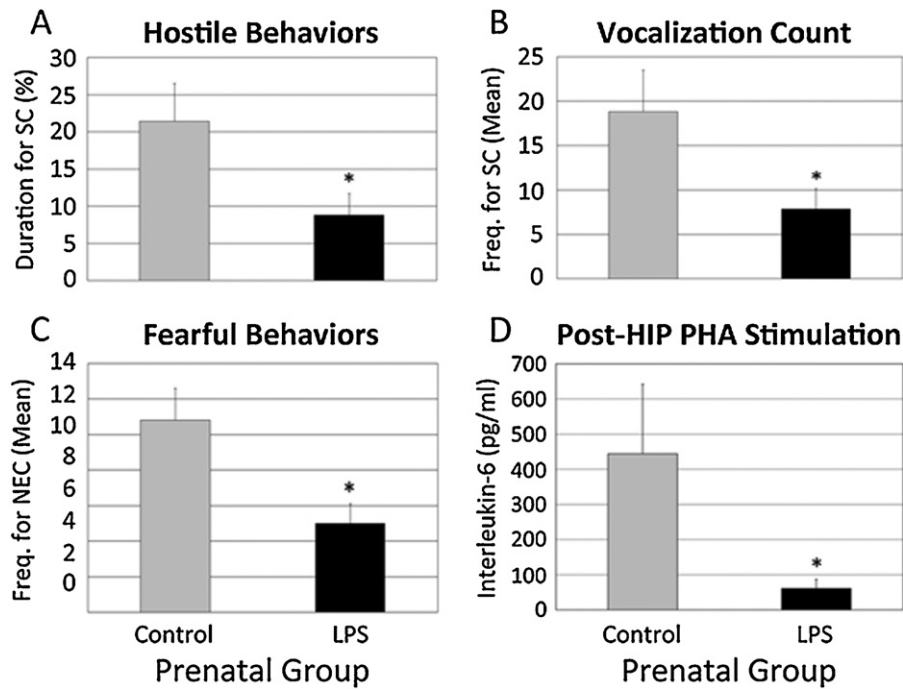 A
Hostile Behaviors
Duration for SC (%)
30
25
20
15
10
5
0
*
B
Vocalization Count
Freq. for SC (Mean)
25
20
15
10
5
0
*
C
Fearful Behaviors
Freq. for NEC (Mean)
14
12
10
8
6
4
2
0
*
Control
LPS
Prenatal Group
D
Post-HIP PHA Stimulation
Interleukin-6 (pg/ml)
700
600
500
400
300
200
100
0
*
Control
LPS
Prenatal Group